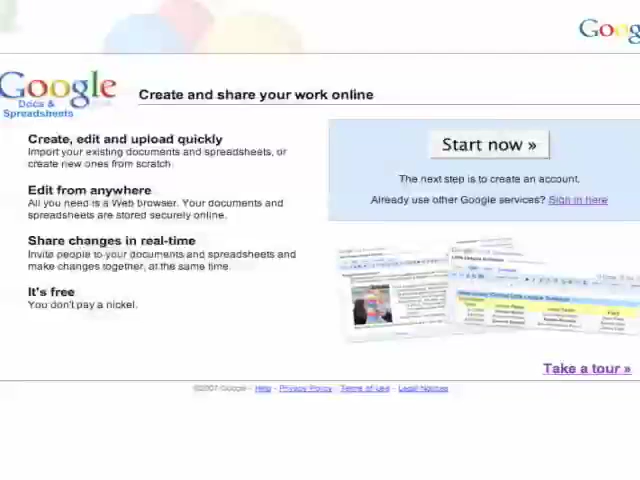 Goog
Google
Docs &
Spreadsheets
Create and share your work online
Create, edit and upload quickly
Import your existing documents and spreadsheets, or
create new ones from scratch.
Edit from anywhere
All you need is a Web browser. Your documents and
spreadsheets are stored securely online.
Share changes in real-time
Invite people to your documents and spreadsheets and
make changes together, at the same time.
It's free
You don't pay a nickel.
Start now »
The next step is to create an account.
Already use other Google services? Sign in here
Take a tour »
©2007 Google - Help - Privacy Policy - Terms of Use - Legal Notices